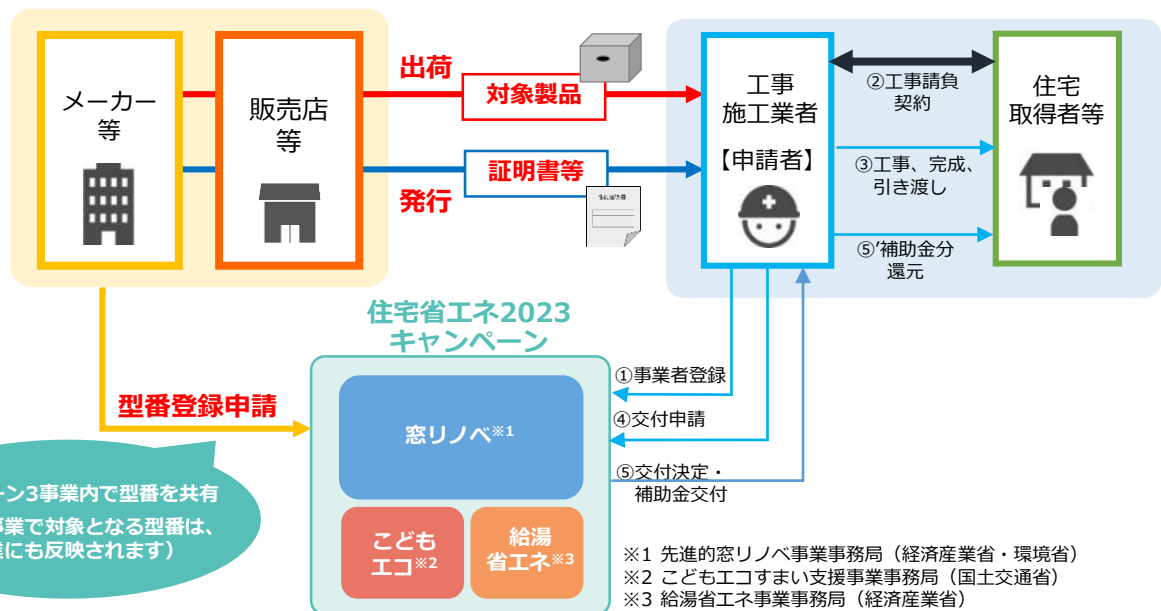 メーカー
等
販売店
等
出荷
対象製品
発行
証明書等
工事
施工業者
【申請者】
②工事請負
契約
③工事、完成、
引き渡し
⑤’補助金分
還元
住宅
取得者等
住宅省エネ2023
キャンペーン
型番登録申請
窓リノベ※1
こども
エコ※2
給湯
省エネ※3
①事業者登録
④交付申請
⑤交付決定・
補助金交付
ーン3事業内で型番を共有
事業で対象となる型番は、
業にも反映されます）
※1 先進的窓リノベ事業事務局（経済産業省・環境省）
※2 こどもエコすまい支援事業事務局（国土交通省）
※3 給湯省エネ事業事務局（経済産業省）